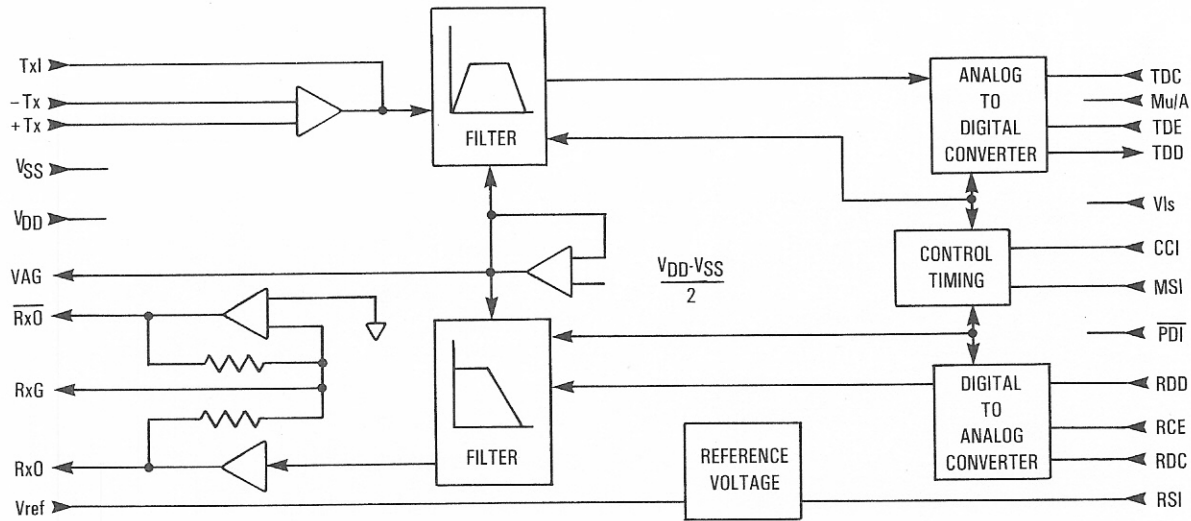 TxI
−Tx
+Tx
VSS
VDD
VAG
RxO
RxG
RxO
Vref
FILTER
FILTER
VDD-VSS
2
REFERENCE
VOLTAGE
ANALOG
TO
DIGITAL
CONVERTER
CONTROL
TIMING
DIGITAL
TO
ANALOG
CONVERTER
TDC
Mu/A
TDE
TDD
Vls
CCI
MSI
PDI
RDD
RCE
RDC
RSI